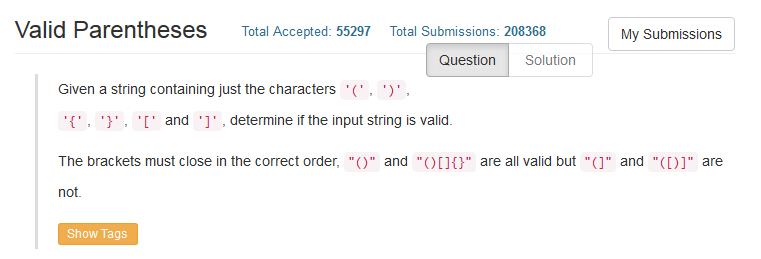 Valid Parentheses Total Accepted: 55297 Total Submissions: 208368 My Submissions
Question Solution
Given a string containing just the characters '(', ')',
'{', '}', '[' and ']', determine if the input string is valid.
The brackets must close in the correct order, "()" and "()[]{}" are all valid but "(]" and "([)]" are
not.
Show Tags